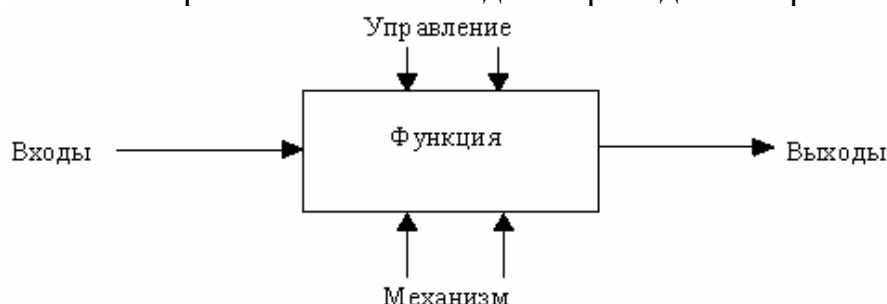 Управление
Функция
Входы
Выходы
Механизм